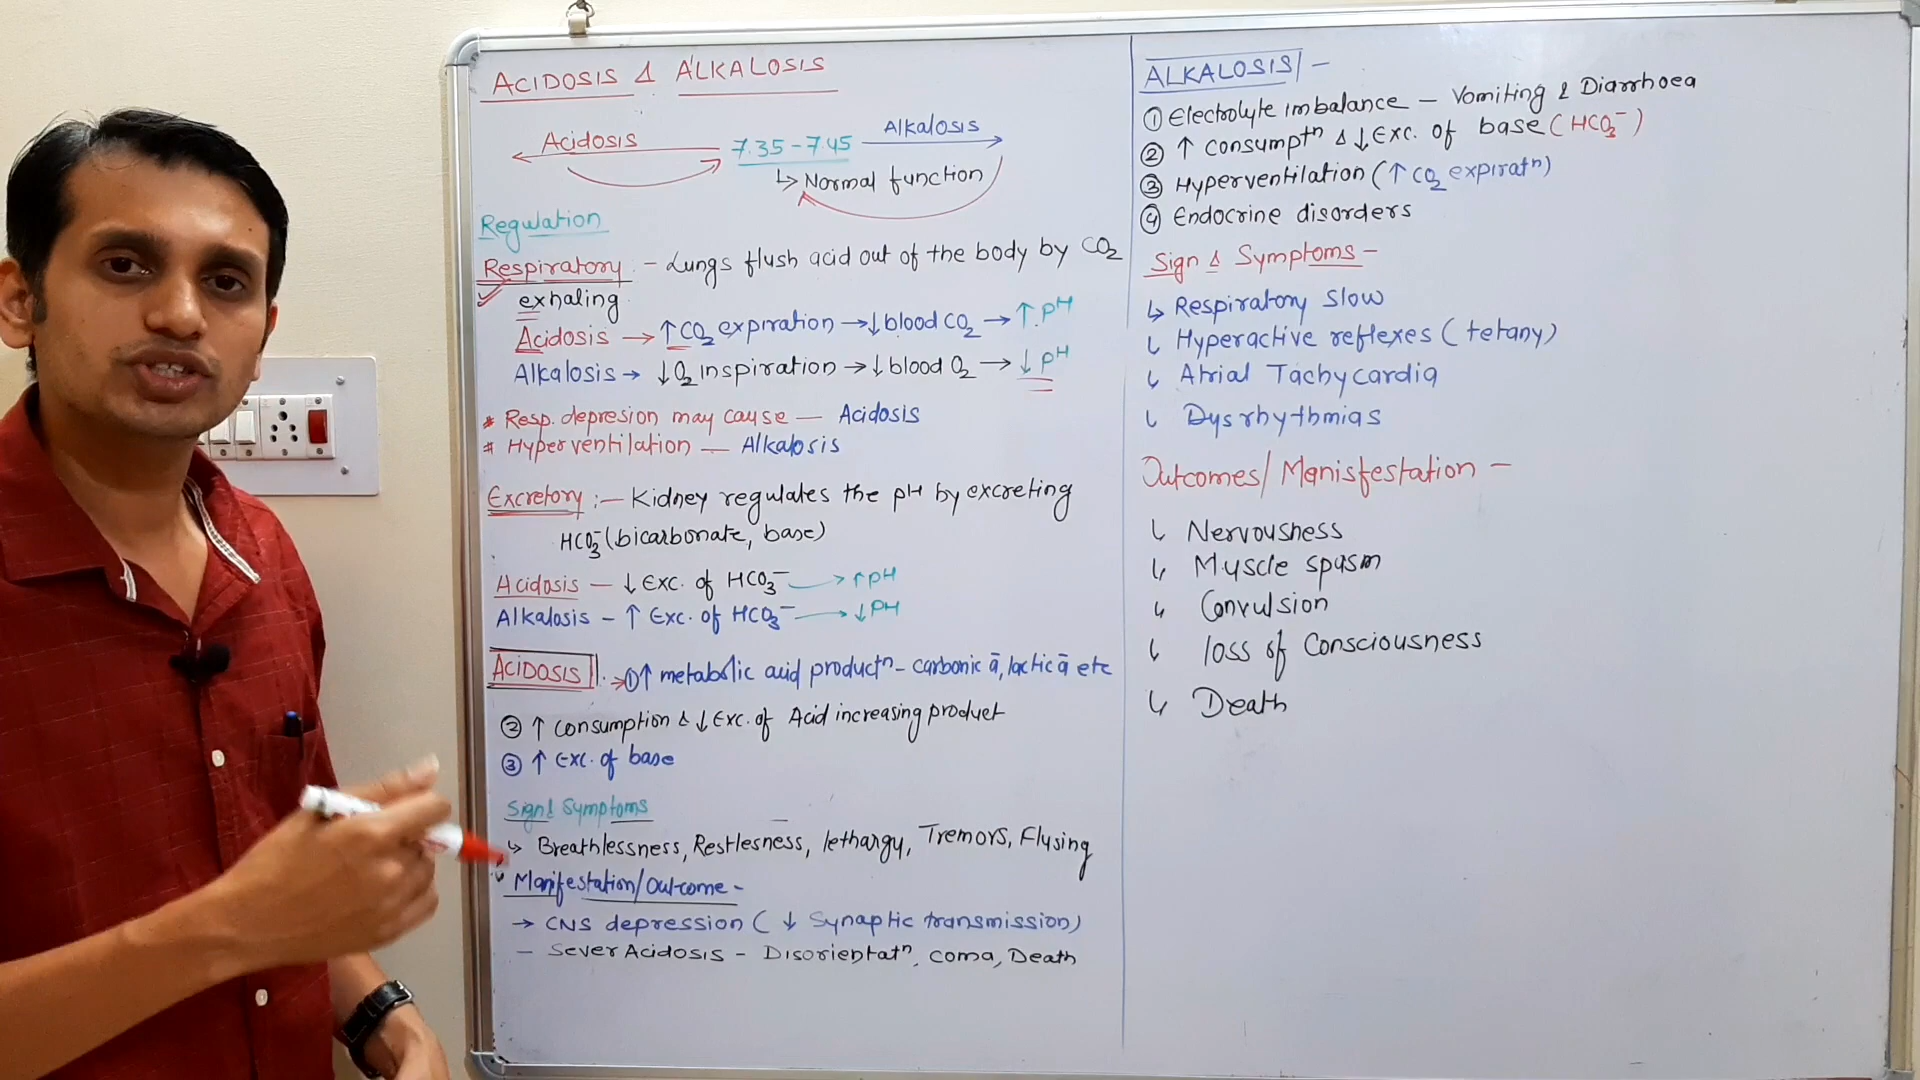 ACIDOSIS & ALKALOSIS
Acidosis 7.35-7.45 Alkalosis
↳ Normal function
Regulation
Respiratory :- Lungs flush acid out of the body by CO₂
exhaling
Acidosis → ↑CO₂ expiration → ↓ blood CO₂ → ↑ pH
Alkalosis → ↓O₂ inspiration → ↓ blood O₂ → ↓ pH
* Resp. depresion may cause — Acidosis
* Hyperventilation — Alkalosis
Excretory :- Kidney regulates the pH by excreting
HCO₃⁻ (bicarbonate, base)
Acidosis - ↓ Exc. of HCO₃⁻ → ↑ pH
Alkalosis - ↑ Exc. of HCO₃⁻ → ↓ PH
ACIDOSIS :- ① ↑ metabolic acid productⁿ - carbonic ā, lactic ā etc
② ↑ consumption & ↓ Exc. of Acid increasing product
③ ↑ Exc. of base
Sign & Symptoms
↳ Breathlessness, Restlesness, lethargy, Tremors, Flusing
Manifestation/Outcome -
→ CNS depression ( ↓ Synaptic transmission)
- Sever Acidosis - Disorientatⁿ, coma, Death
ALKALOSIS/-
① Electrolyte imbalance - Vomiting & Diarrhoea
② ↑ consumptⁿ & ↓ Exc. of base (HCO₃⁻)
③ Hyperventilation (↑ CO₂ expiratⁿ)
④ Endocrine disorders
Sign & Symptoms -
↳ Respiratory slow
↳ Hyperactive reflexes (tetany)
↳ Atrial Tachycardia
↳ Dysrhythmias
Outcomes/Manisfestation -
↳ Nervousness
↳ Muscle spasm
↳ Convulsion
↳ loss of Consciousness
↳ Death